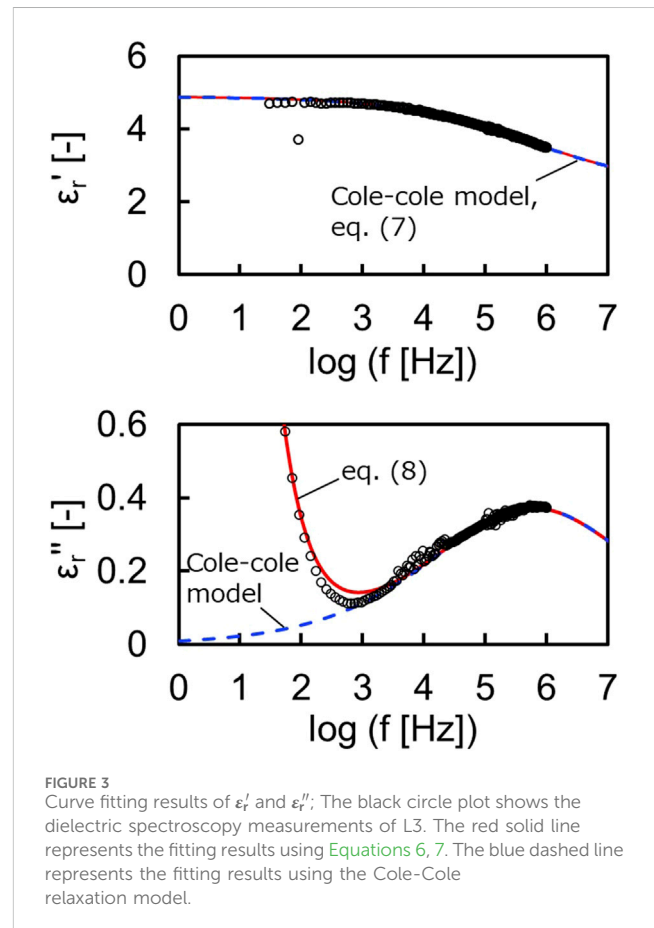 6
4
2
0
εr' [-]
Cole-cole model,
eq. (7)
0 1 2 3 4 5 6 7
log (f [Hz])
0.6
0.4
0.2
0
εr'' [-]
eq. (8)
Cole-cole
model
0 1 2 3 4 5 6 7
log (f [Hz])
FIGURE 3
Curve fitting results of εr′ and εr″; The black circle plot shows the
dielectric spectroscopy measurements of L3. The red solid line
represents the fitting results using Equations 6, 7. The blue dashed line
represents the fitting results using the Cole-Cole
relaxation model.